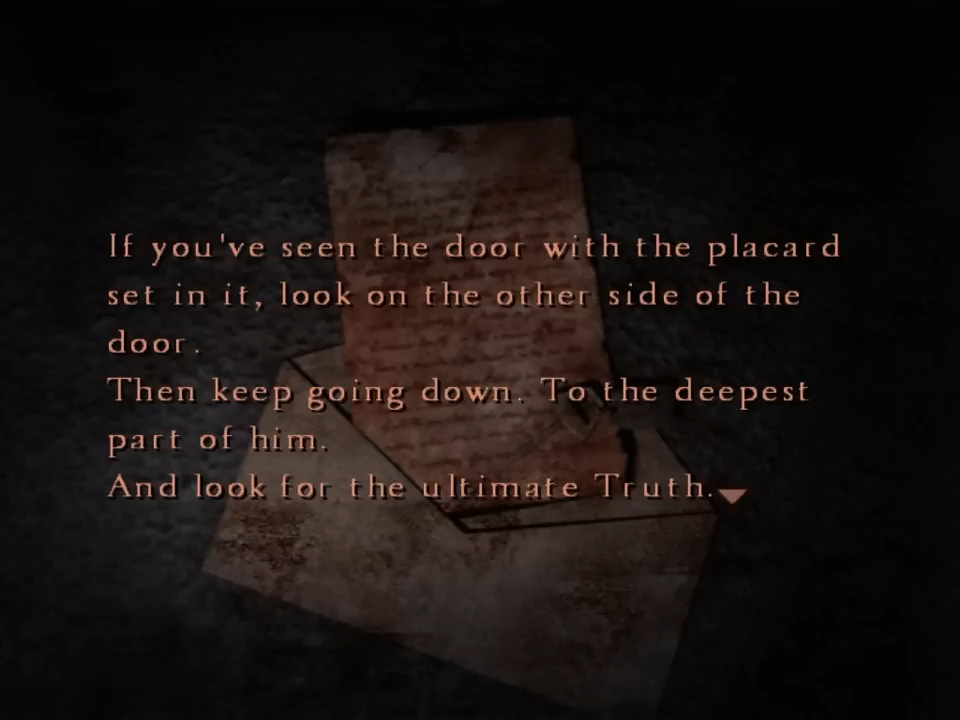 If you've seen the door with the placard
set in it, look on the other side of the
door.
Then keep going down. To the deepest
part of him.
And look for the ultimate Truth.